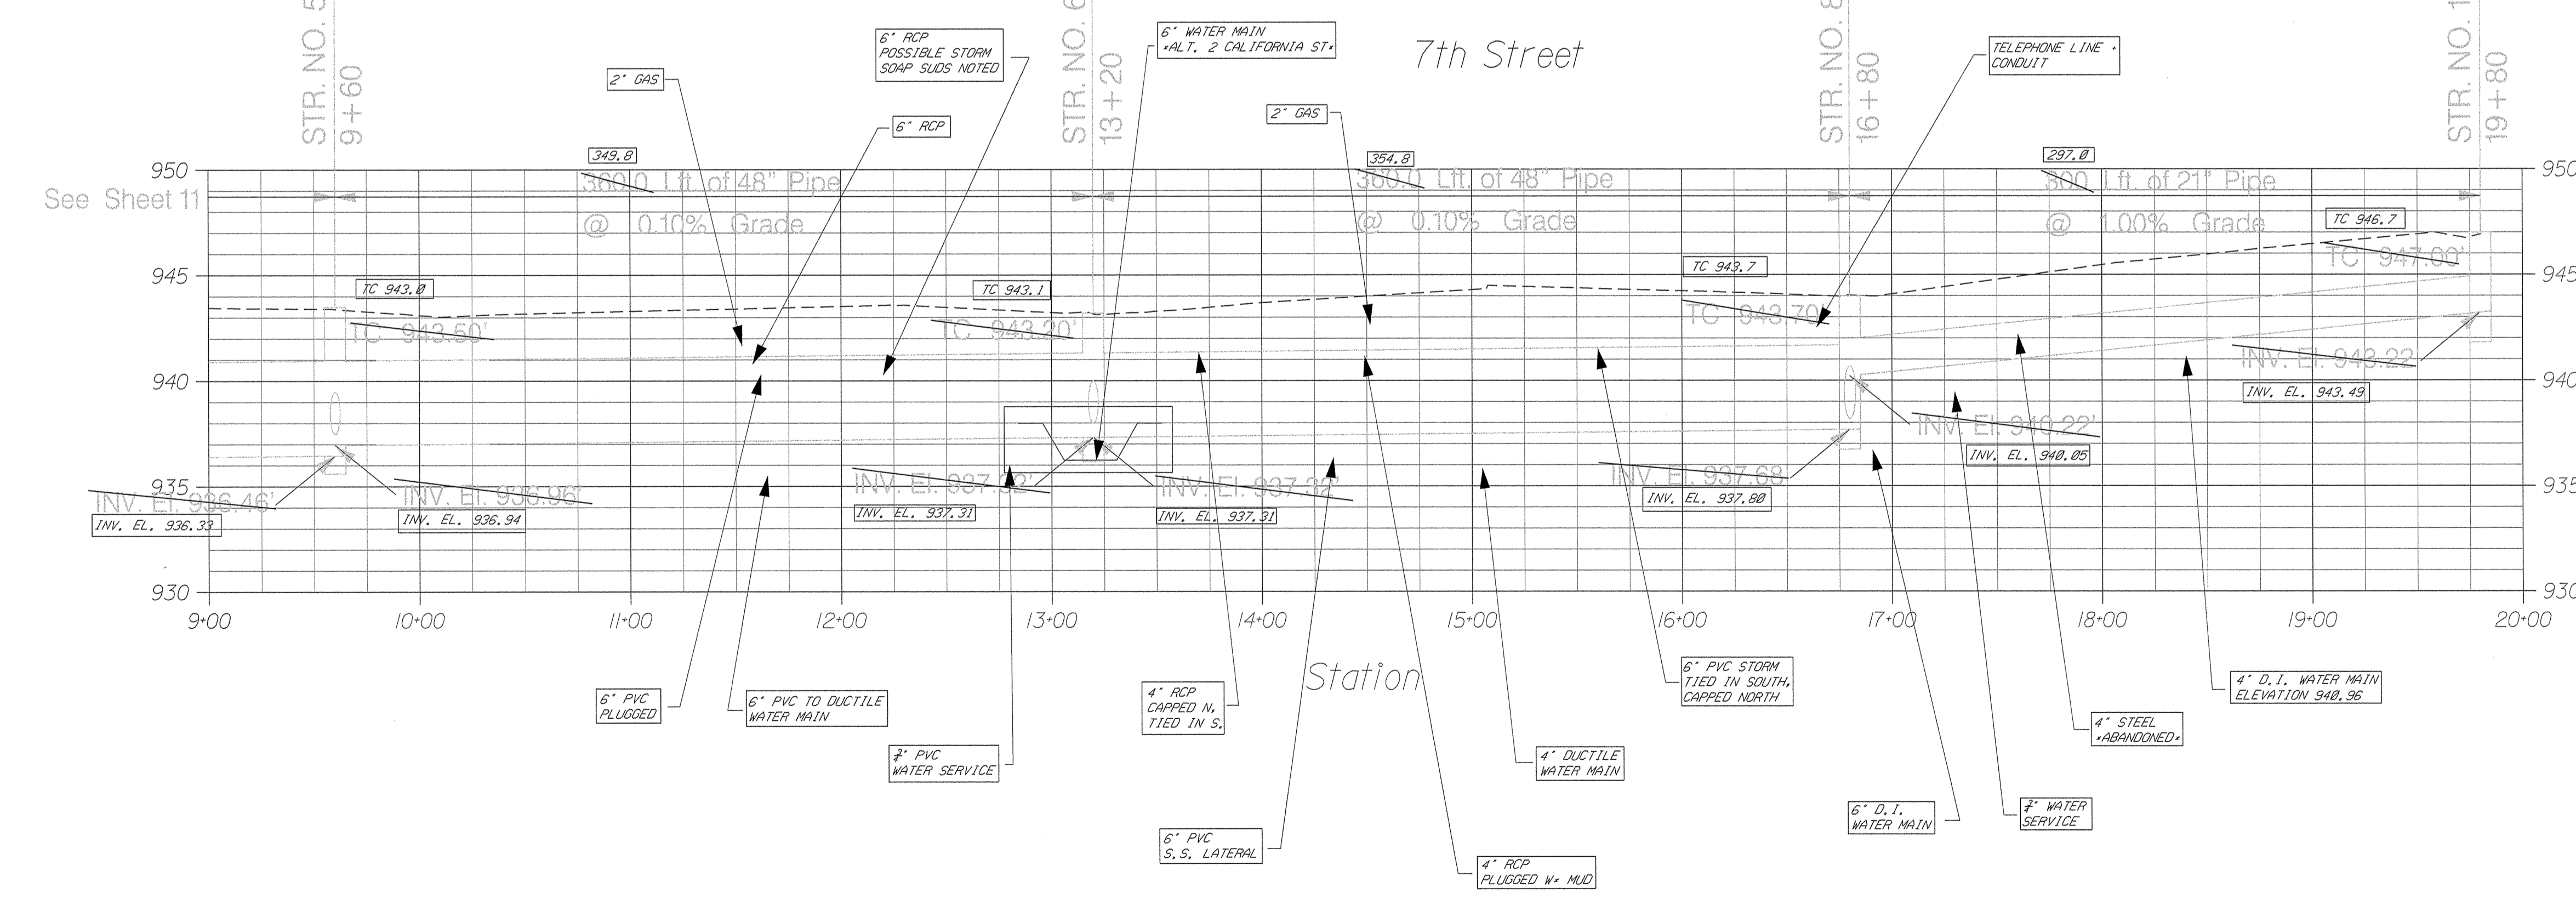 STR. NO. 5
9+60
STR. NO. 6
13+20
STR. NO. 8
16+80
STR. NO. 1
19+80
7th Street
6" RCP
POSSIBLE STORM
SOAP SUDS NOTED
6" WATER MAIN
*ALT. 2 CALIFORNIA ST*
TELEPHONE LINE +
CONDUIT
2" GAS
6" RCP
2" GAS
349.8
360.0 Lft. of 48" Pipe
@ 0.10% Grade
354.8
360.0 Lft. of 48" Pipe
@ 0.10% Grade
297.0
300 Lft. of 21" Pipe
@ 1.00% Grade
See Sheet 11
950
945
940
935
930
950
945
940
935
930
TC 943.0
TC 943.50'
TC 943.1
TC 943.20'
TC 943.7
TC 943.70'
TC 946.7
TC 947.00'
INV. El. 943.22'
INV. EL. 943.49
INV. El. 940.22'
INV. EL. 940.05
INV. El. 936.46'
INV. EL. 936.33
INV. El. 936.96'
INV. EL. 936.94
INV. El. 937.32'
INV. EL. 937.31
INV. El. 937.32'
INV. EL. 937.31
INV. El. 937.68
INV. EL. 937.80
9+00
10+00
11+00
12+00
13+00
14+00
15+00
16+00
17+00
18+00
19+00
20+00
Station
6" PVC
PLUGGED
6" PVC TO DUCTILE
WATER MAIN
¾" PVC
WATER SERVICE
4" RCP
CAPPED N,
TIED IN S.
6" PVC
S.S. LATERAL
4" RCP
PLUGGED W* MUD
4" DUCTILE
WATER MAIN
6" PVC STORM
TIED IN SOUTH,
CAPPED NORTH
6" D.I.
WATER MAIN
¾" WATER
SERVICE
4" STEEL
*ABANDONED*
4" D.I. WATER MAIN
ELEVATION 940.96